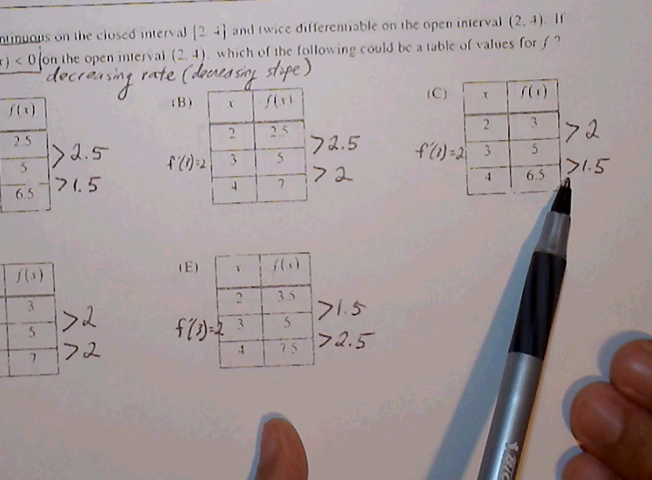 ntinuous on the closed interval [2, 4] and twice differentiable on the open interval (2, 4). If
x) < 0 on the open interval (2, 4), which of the following could be a table of values for f ?
decreasing rate (decreasing slope)
f(x)
2.5
5
6.5
>2.5
>1.5
(B)
x f(x)
2 2.5
3 5
4 7
f'(3)=2
>2.5
>2
(C)
x f(x)
2 3
3 5
4 6.5
f'(3)=2
>2
>1.5
f(x)
3
5
7
>2
>2
(E)
x f(x)
2 3.5
3 5
4 7.5
f'(3)=2
>1.5
>2.5
BIC